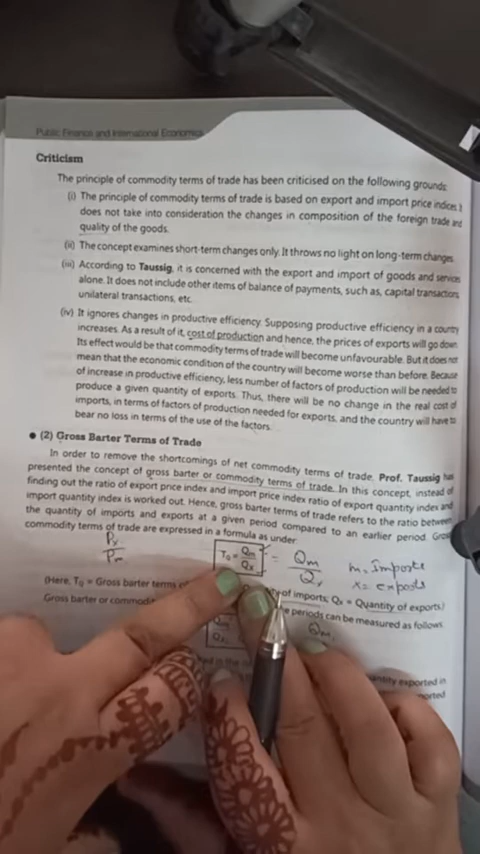 Public Finance and International Economics
Criticism
The principle of commodity terms of trade has been criticised on the following grounds:
(i) The principle of commodity terms of trade is based on export and import price indices. It
does not take into consideration the changes in composition of the foreign trade and
quality of the goods.
(ii) The concept examines short-term changes only. It throws no light on long-term changes.
(iii) According to Taussig, it is concerned with the export and import of goods and services
alone. It does not include other items of balance of payments, such as, capital transactions,
unilateral transactions, etc.
(iv) It ignores changes in productive efficiency. Supposing productive efficiency in a country
increases. As a result of it, cost of production and hence, the prices of exports will go down.
Its effect would be that commodity terms of trade will become unfavourable. But it does not
mean that the economic condition of the country will become worse than before. Because
of increase in productive efficiency, less number of factors of production will be needed to
produce a given quantity of exports. Thus, there will be no change in the real cost of
imports, in terms of factors of production needed for exports, and the country will have to
bear no loss in terms of the use of the factors.
• (2) Gross Barter Terms of Trade
In order to remove the shortcomings of net commodity terms of trade, Prof. Taussig has
presented the concept of gross barter or commodity terms of trade. In this concept, instead of
finding out the ratio of export price index and import price index ratio of export quantity index and
import quantity index is worked out. Hence, gross barter terms of trade refers to the ratio between
the quantity of imports and exports at a given period compared to an earlier period. Gross
commodity terms of trade are expressed in a formula as under:
Px
Pm
TG = Qm
Qx
= Qm
Qx
m = Imports
x = exports
(Here, TG = Gross barter terms of imports; Qx = Quantity of exports.)
Gross barter or periods can be measured as follows:
Qm1
Qx1
Qm1
quantity exported in